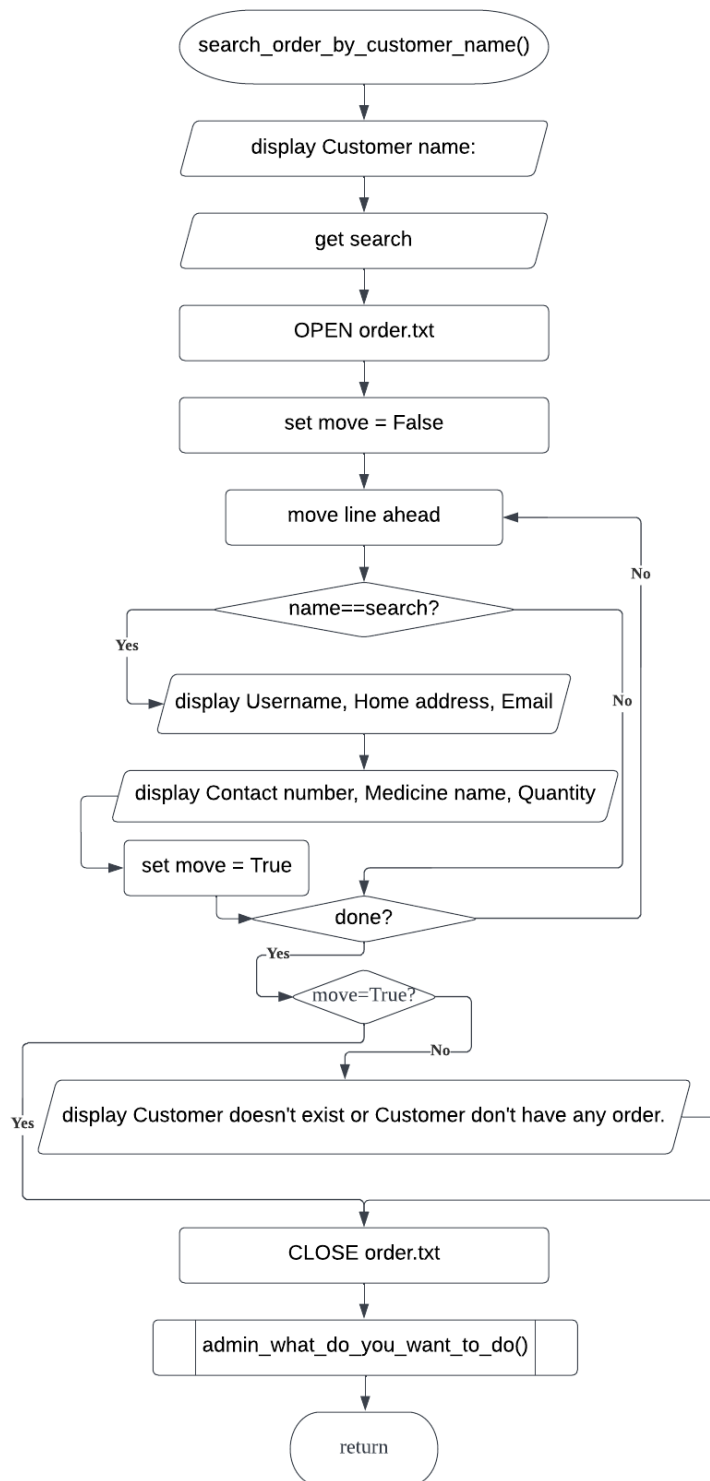 search_order_by_customer_name()
display Customer name:
get search
OPEN order.txt
set move = False
move line ahead
No
name==search?
Yes
display Username, Home address, Email
No
display Contact number, Medicine name, Quantity
set move = True
done?
Yes
move=True?
No
display Customer doesn't exist or Customer don't have any order.
Yes
CLOSE order.txt
admin_what_do_you_want_to_do()
return